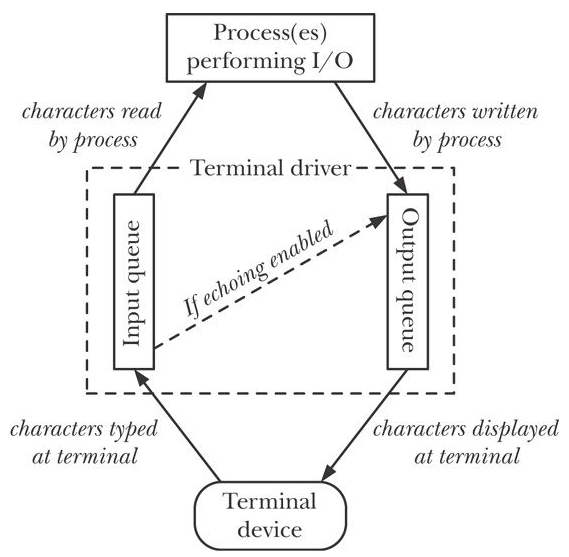 Process(es)
performing I/O
characters read
by process
characters written
by process
Terminal driver
Input queue
If echoing enabled
Output queue
characters typed
at terminal
characters displayed
at terminal
Terminal
device